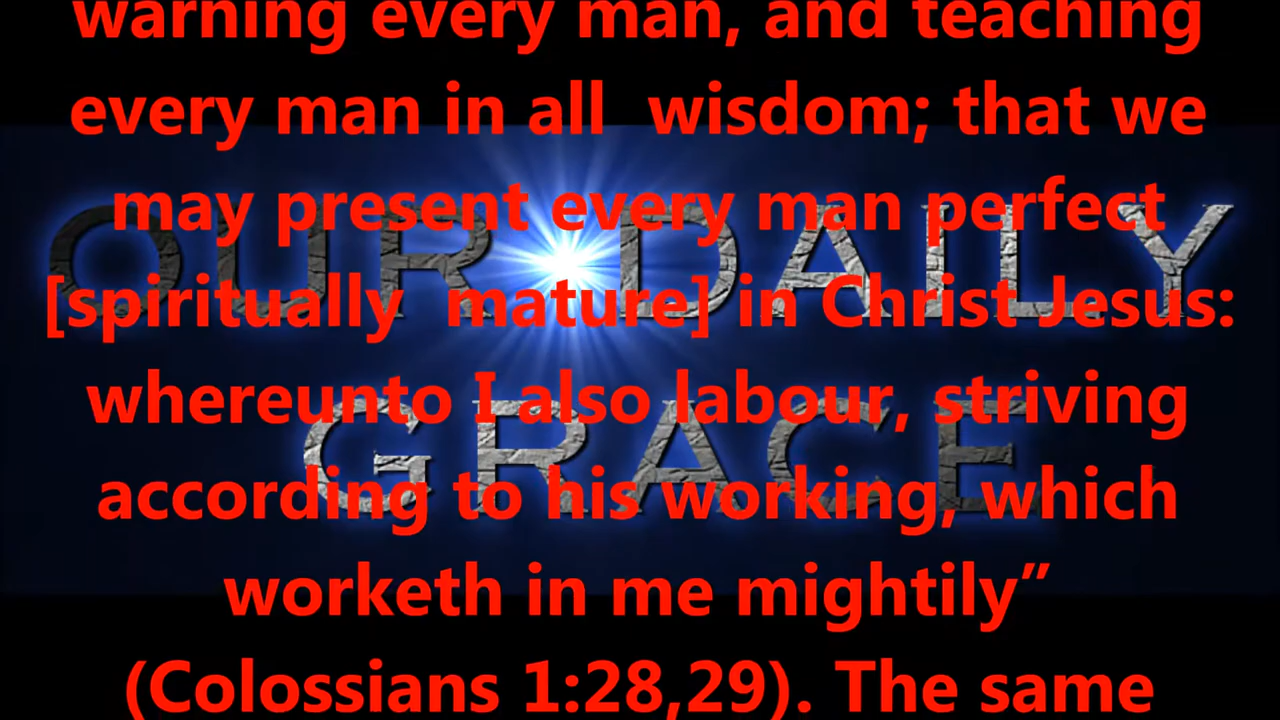 warning every man, and teaching
every man in all wisdom; that we
may present every man perfect
[spiritually mature] in Christ Jesus:
whereunto I also labour, striving
according to his working, which
worketh in me mightily”
(Colossians 1:28,29). The same
OUR DAILY
GRACE